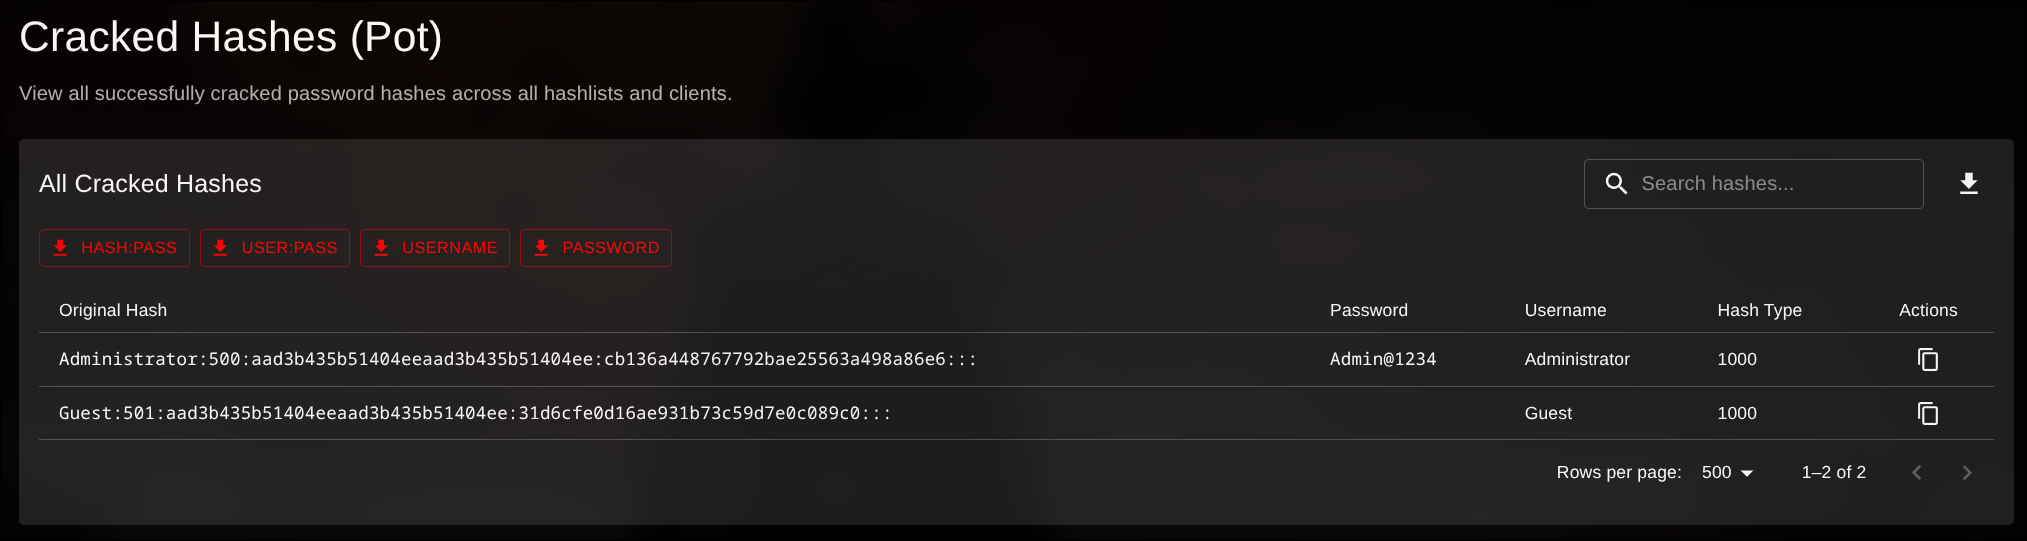 Cracked Hashes (Pot)
View all successfully cracked password hashes across all hashlists and clients.
All Cracked Hashes
Search hashes...
HASH:PASS USER:PASS USERNAME PASSWORD
Original Hash Password Username Hash Type Actions
Administrator:500:aad3b435b51404eeaad3b435b51404ee:cb136a448767792bae25563a498a86e6::: Admin@1234 Administrator 1000
Guest:501:aad3b435b51404eeaad3b435b51404ee:31d6cfe0d16ae931b73c59d7e0c089c0::: Guest 1000
Rows per page: 500 1–2 of 2